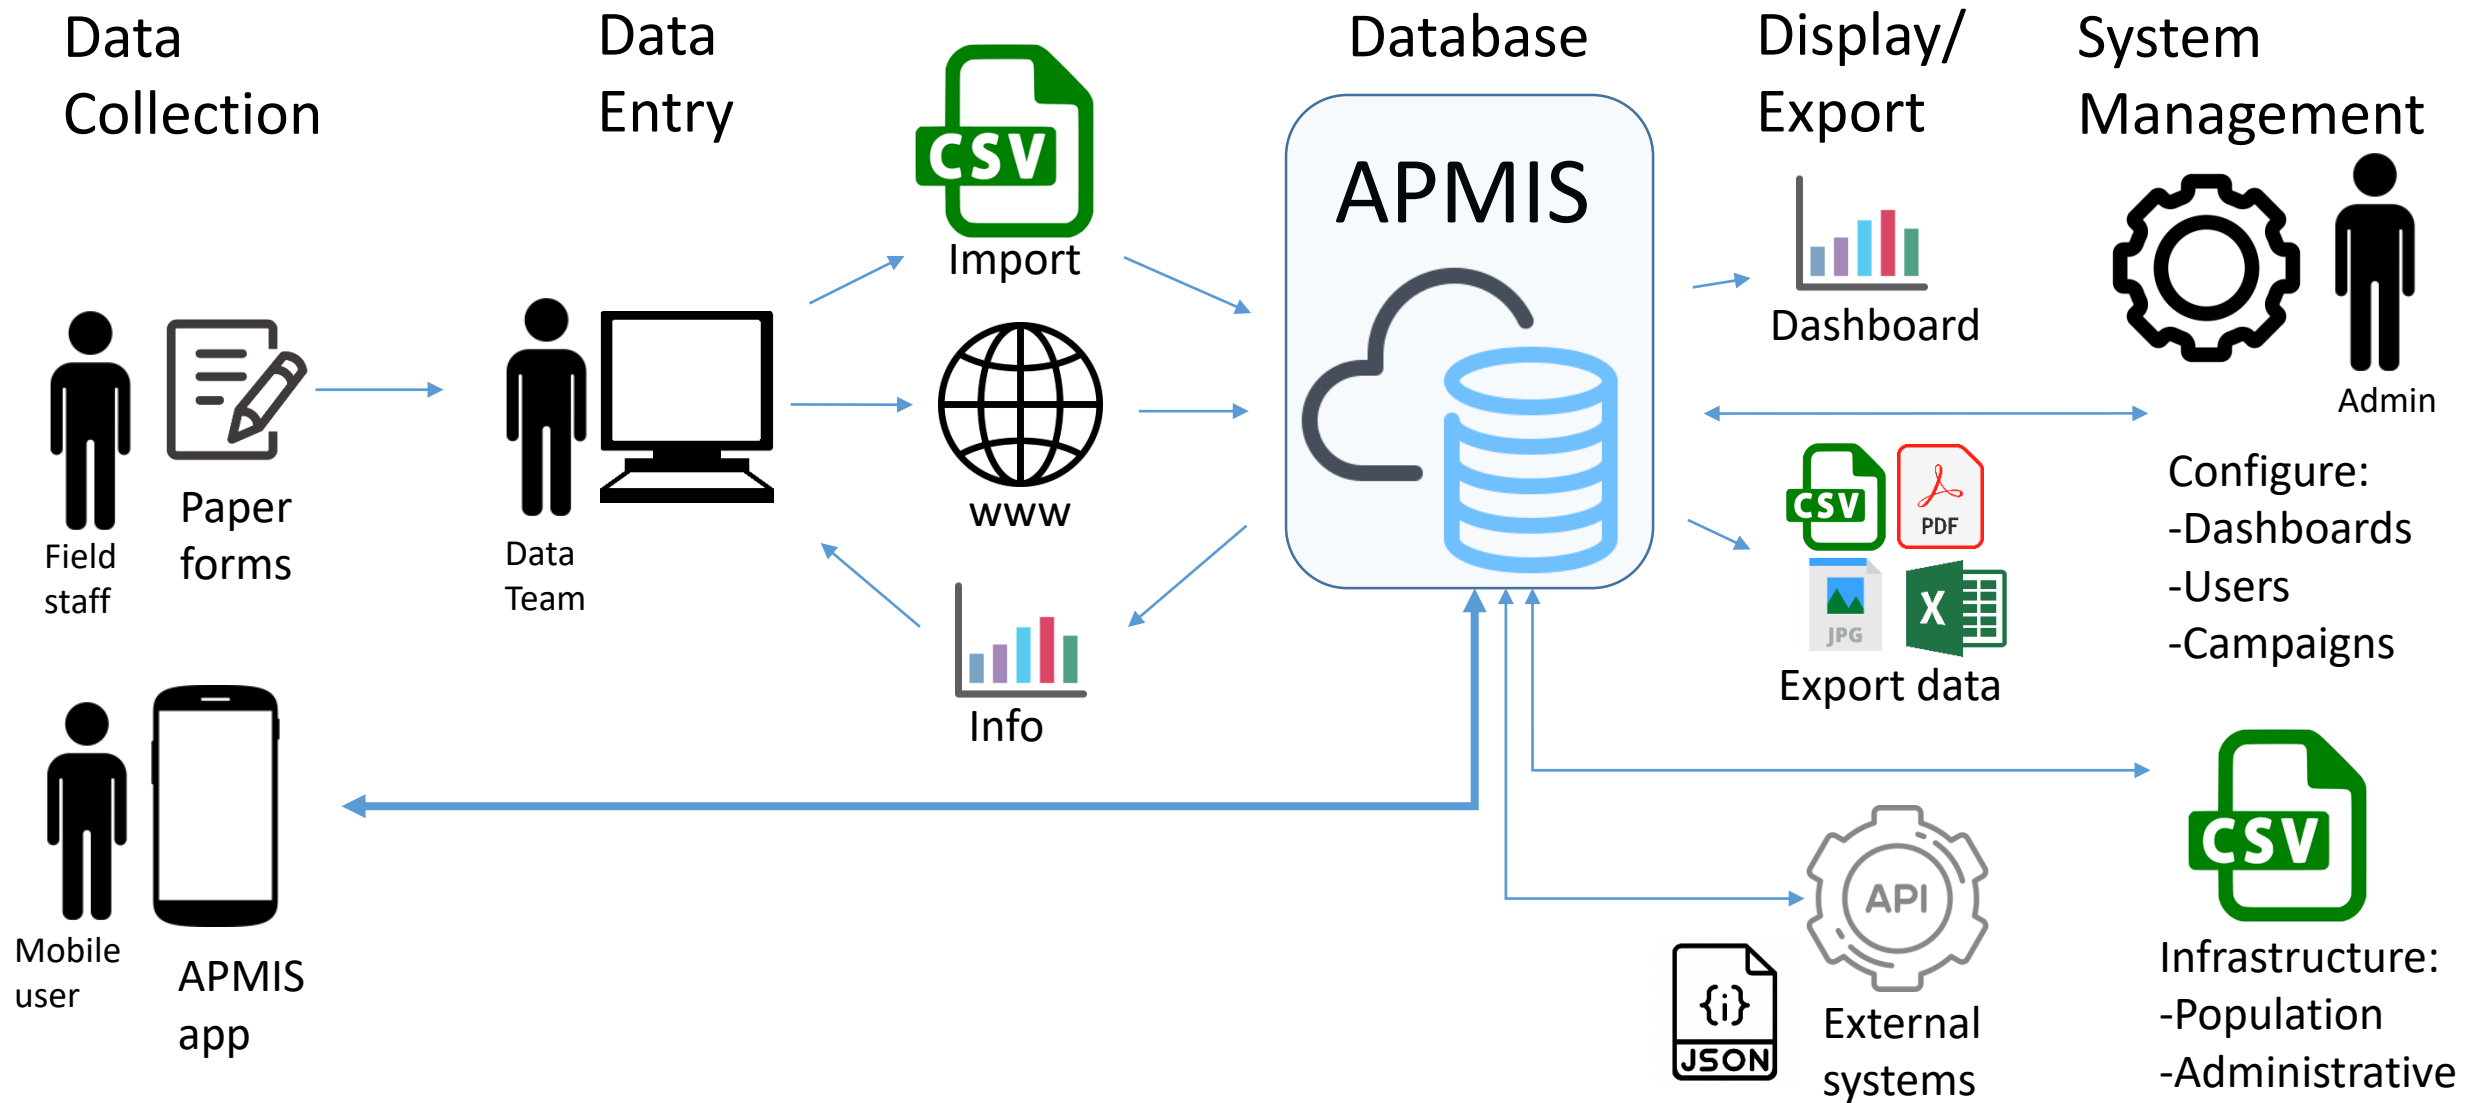 Data
Collection
Data
Entry
Database
Display/
Export
System
Management
CSV
Import
APMIS
Dashboard
Admin
Paper
forms
Field
staff
Data
Team
www
Info
CSV
PDF
JPG
X
Export data
Configure:
-Dashboards
-Users
-Campaigns
Mobile
user
APMIS
app
API
{i}
JSON
External
systems
CSV
Infrastructure:
-Population
-Administrative